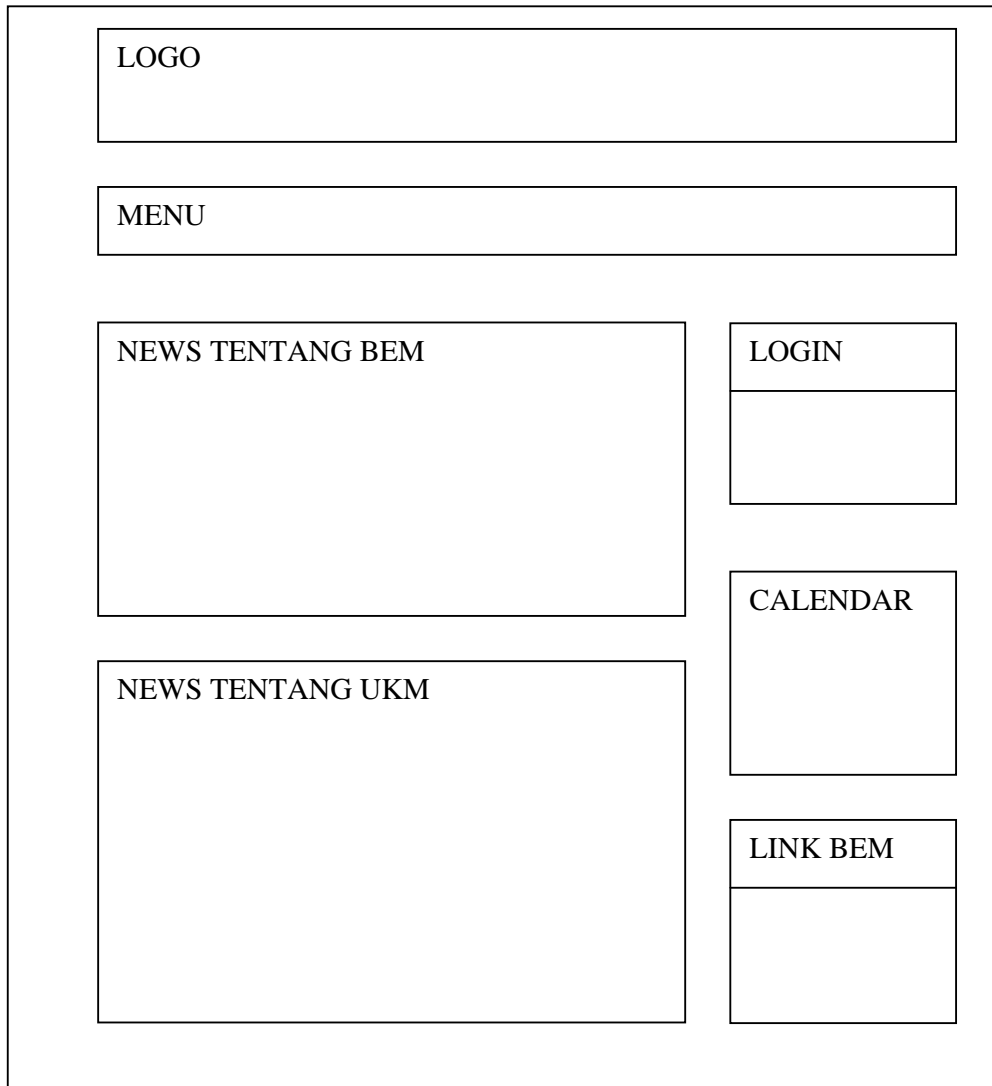 LOGO
MENU
NEWS TENTANG BEM
LOGIN
CALENDAR
NEWS TENTANG UKM
LINK BEM